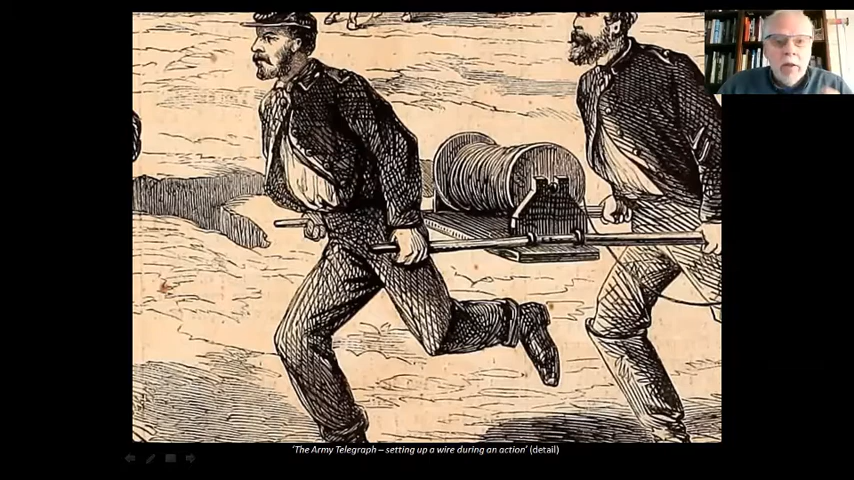 'The Army Telegraph – setting up a wire during an action' (detail)